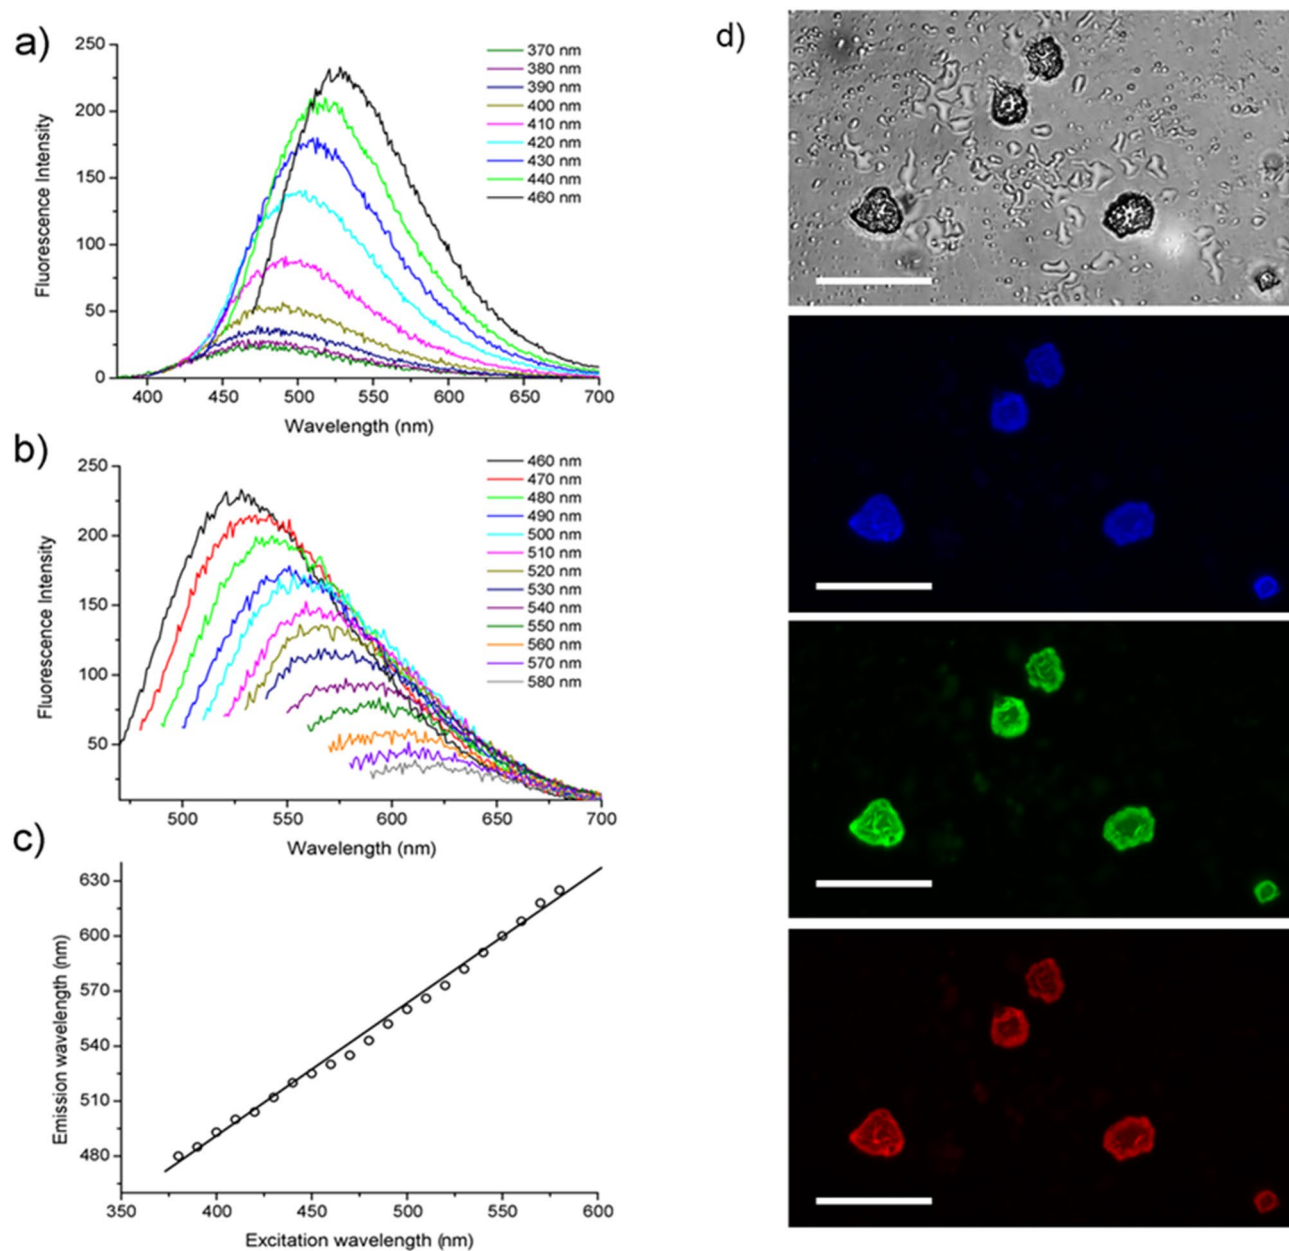 a)
250
200
150
100
50
0
400 450 500 550 600 650 700
Fluorescence Intensity
Wavelength (nm)
370 nm
380 nm
390 nm
400 nm
410 nm
420 nm
430 nm
440 nm
460 nm
b)
250
200
150
100
50
500 550 600 650 700
Fluorescence Intensity
Wavelength (nm)
460 nm
470 nm
480 nm
490 nm
500 nm
510 nm
520 nm
530 nm
540 nm
550 nm
560 nm
570 nm
580 nm
c)
630
600
570
540
510
480
350 400 450 500 550 600
Emission wavelength (nm)
Excitation wavelength (nm)
d)